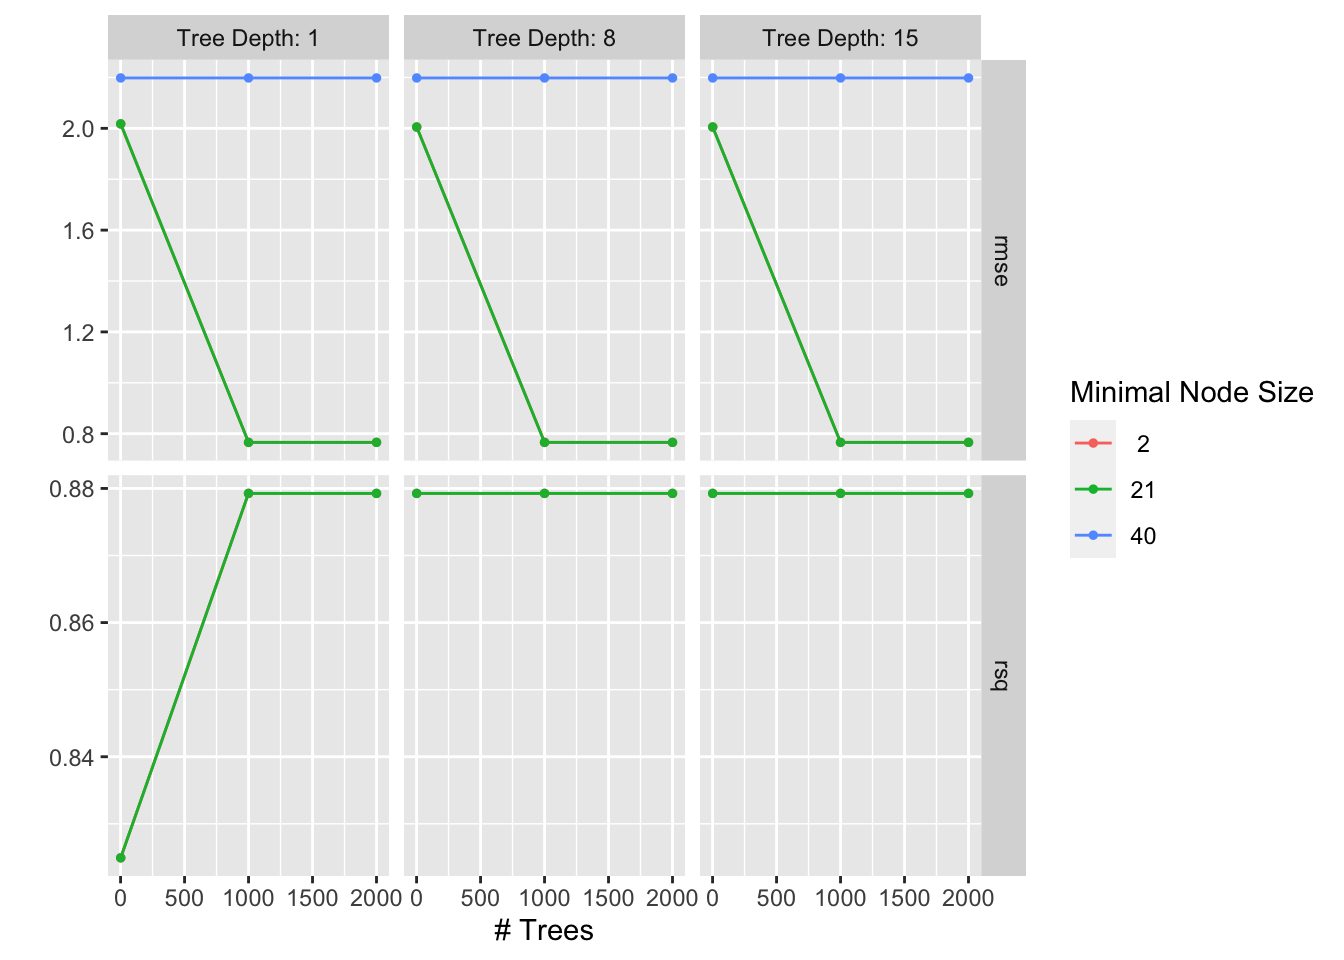 Tree Depth: 1
Tree Depth: 8
Tree Depth: 15
2.0
1.6
1.2
0.8
rmse
0.88
0.86
0.84
rsq
0 500 1000 1500 2000
0 500 1000 1500 2000
0 500 1000 1500 2000
# Trees
Minimal Node Size
2
21
40